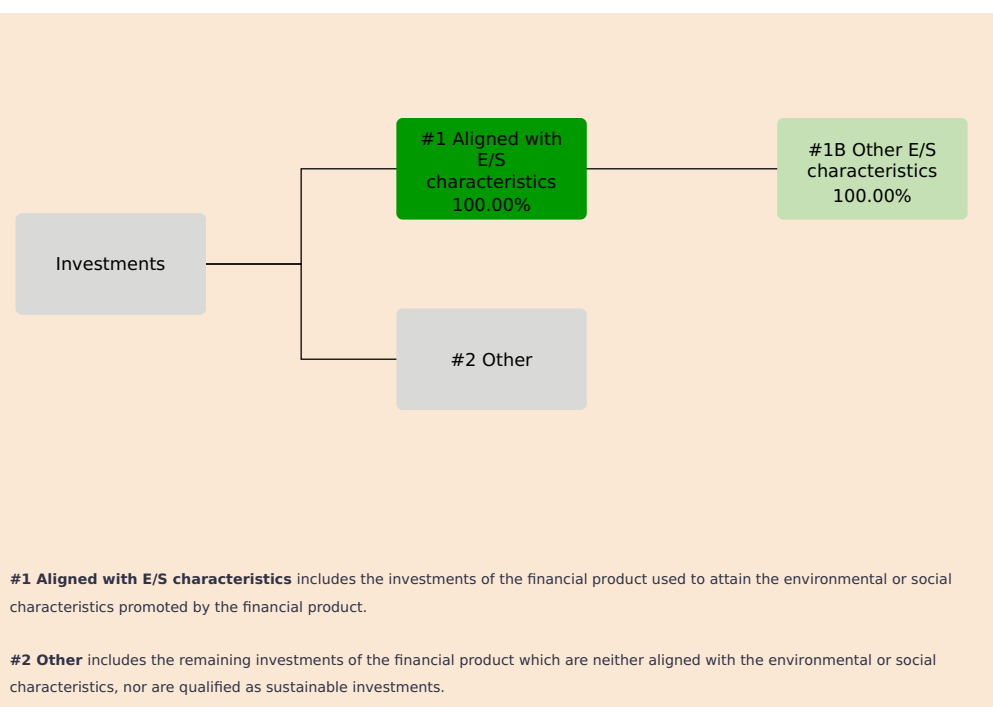 #1 Aligned with
E/S
characteristics
100.00%
#1B Other E/S
characteristics
100.00%
Investments
#2 Other
#1 Aligned with E/S characteristics includes the investments of the financial product used to attain the environmental or social
characteristics promoted by the financial product.
#2 Other includes the remaining investments of the financial product which are neither aligned with the environmental or social
characteristics, nor are qualified as sustainable investments.